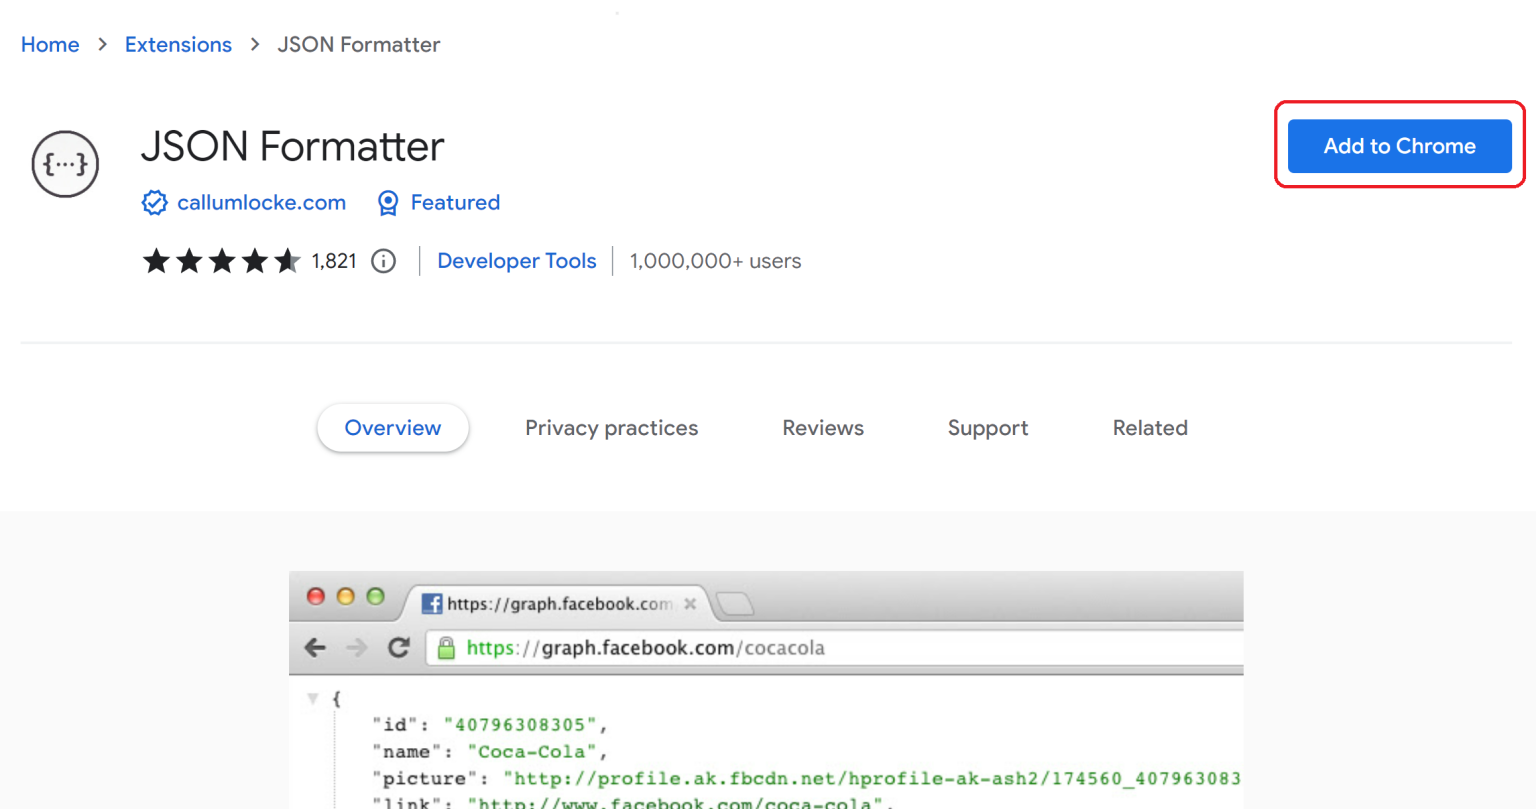 Home > Extensions > JSON Formatter
{···}
JSON Formatter
Add to Chrome
callumlocke.com Featured
1,821 Developer Tools 1,000,000+ users
Overview Privacy practices Reviews Support Related
https://graph.facebook.com
https://graph.facebook.com/cocacola
{
"id": "40796308305",
"name": "Coca-Cola",
"picture": "http://profile.ak.fbcdn.net/hprofile-ak-ash2/174560_407963083
"link": "http://www.facebook.com/coca-cola",